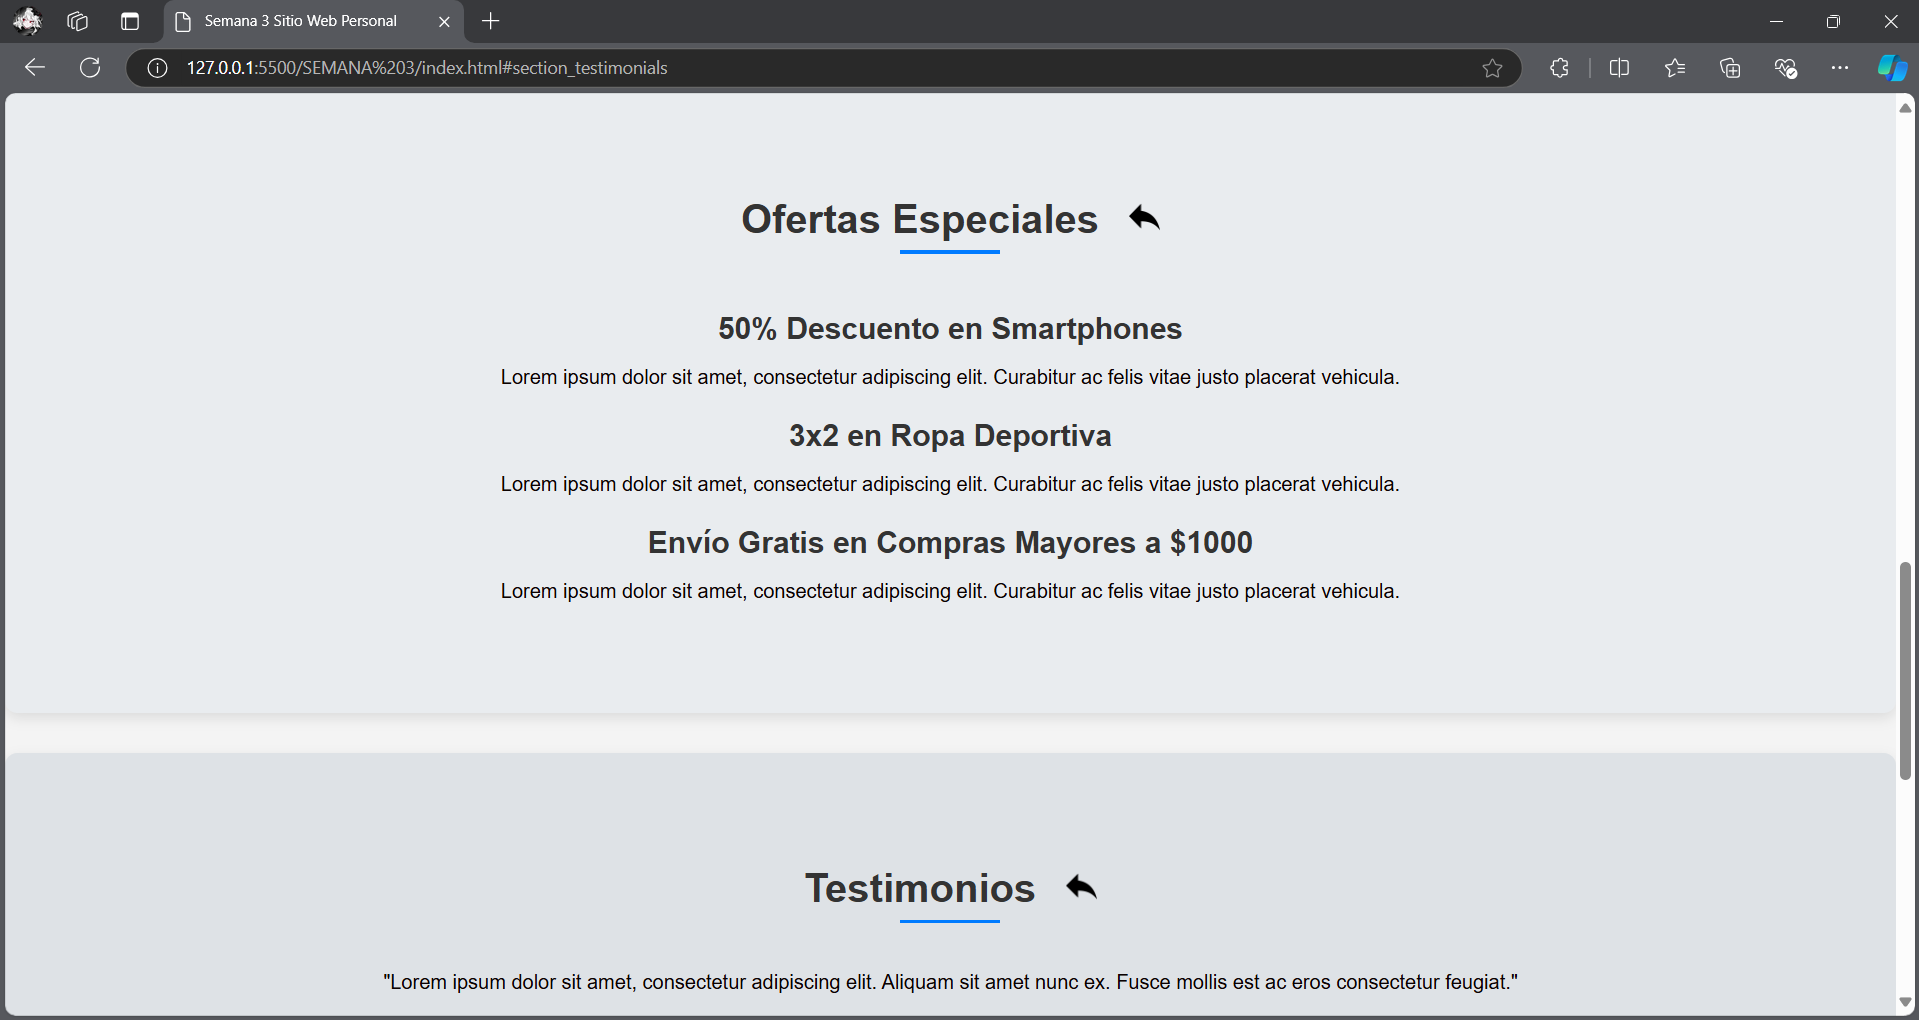 Semana 3 Sitio Web Personal
127.0.0.1:5500/SEMANA%203/index.html#section_testimonials
Ofertas Especiales
50% Descuento en Smartphones
Lorem ipsum dolor sit amet, consectetur adipiscing elit. Curabitur ac felis vitae justo placerat vehicula.
3x2 en Ropa Deportiva
Lorem ipsum dolor sit amet, consectetur adipiscing elit. Curabitur ac felis vitae justo placerat vehicula.
Envío Gratis en Compras Mayores a $1000
Lorem ipsum dolor sit amet, consectetur adipiscing elit. Curabitur ac felis vitae justo placerat vehicula.
Testimonios
"Lorem ipsum dolor sit amet, consectetur adipiscing elit. Aliquam sit amet nunc ex. Fusce mollis est ac eros consectetur feugiat."